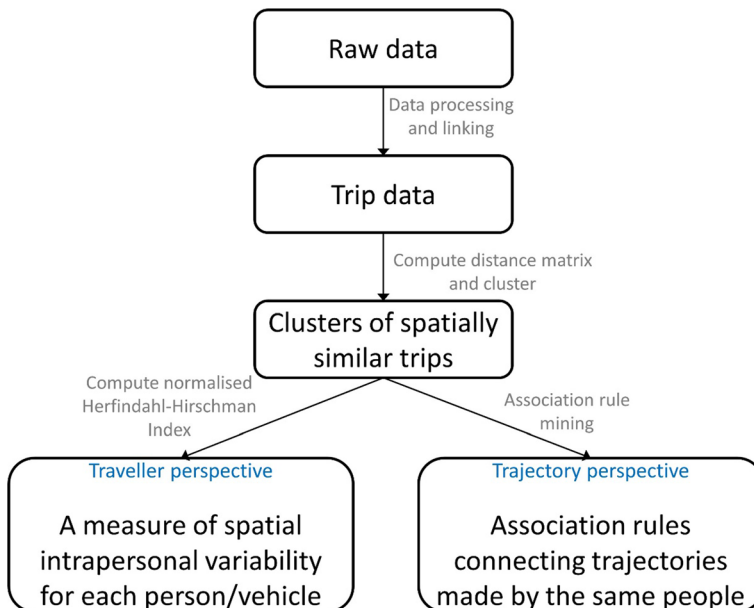 Raw data
Data processing
and linking
Trip data
Compute distance matrix
and cluster
Clusters of spatially
similar trips
Compute normalised
Herfindahl-Hirschman
Index
Association rule
mining
Traveller perspective
A measure of spatial
intrapersonal variability
for each person/vehicle
Trajectory perspective
Association rules
connecting trajectories
made by the same people